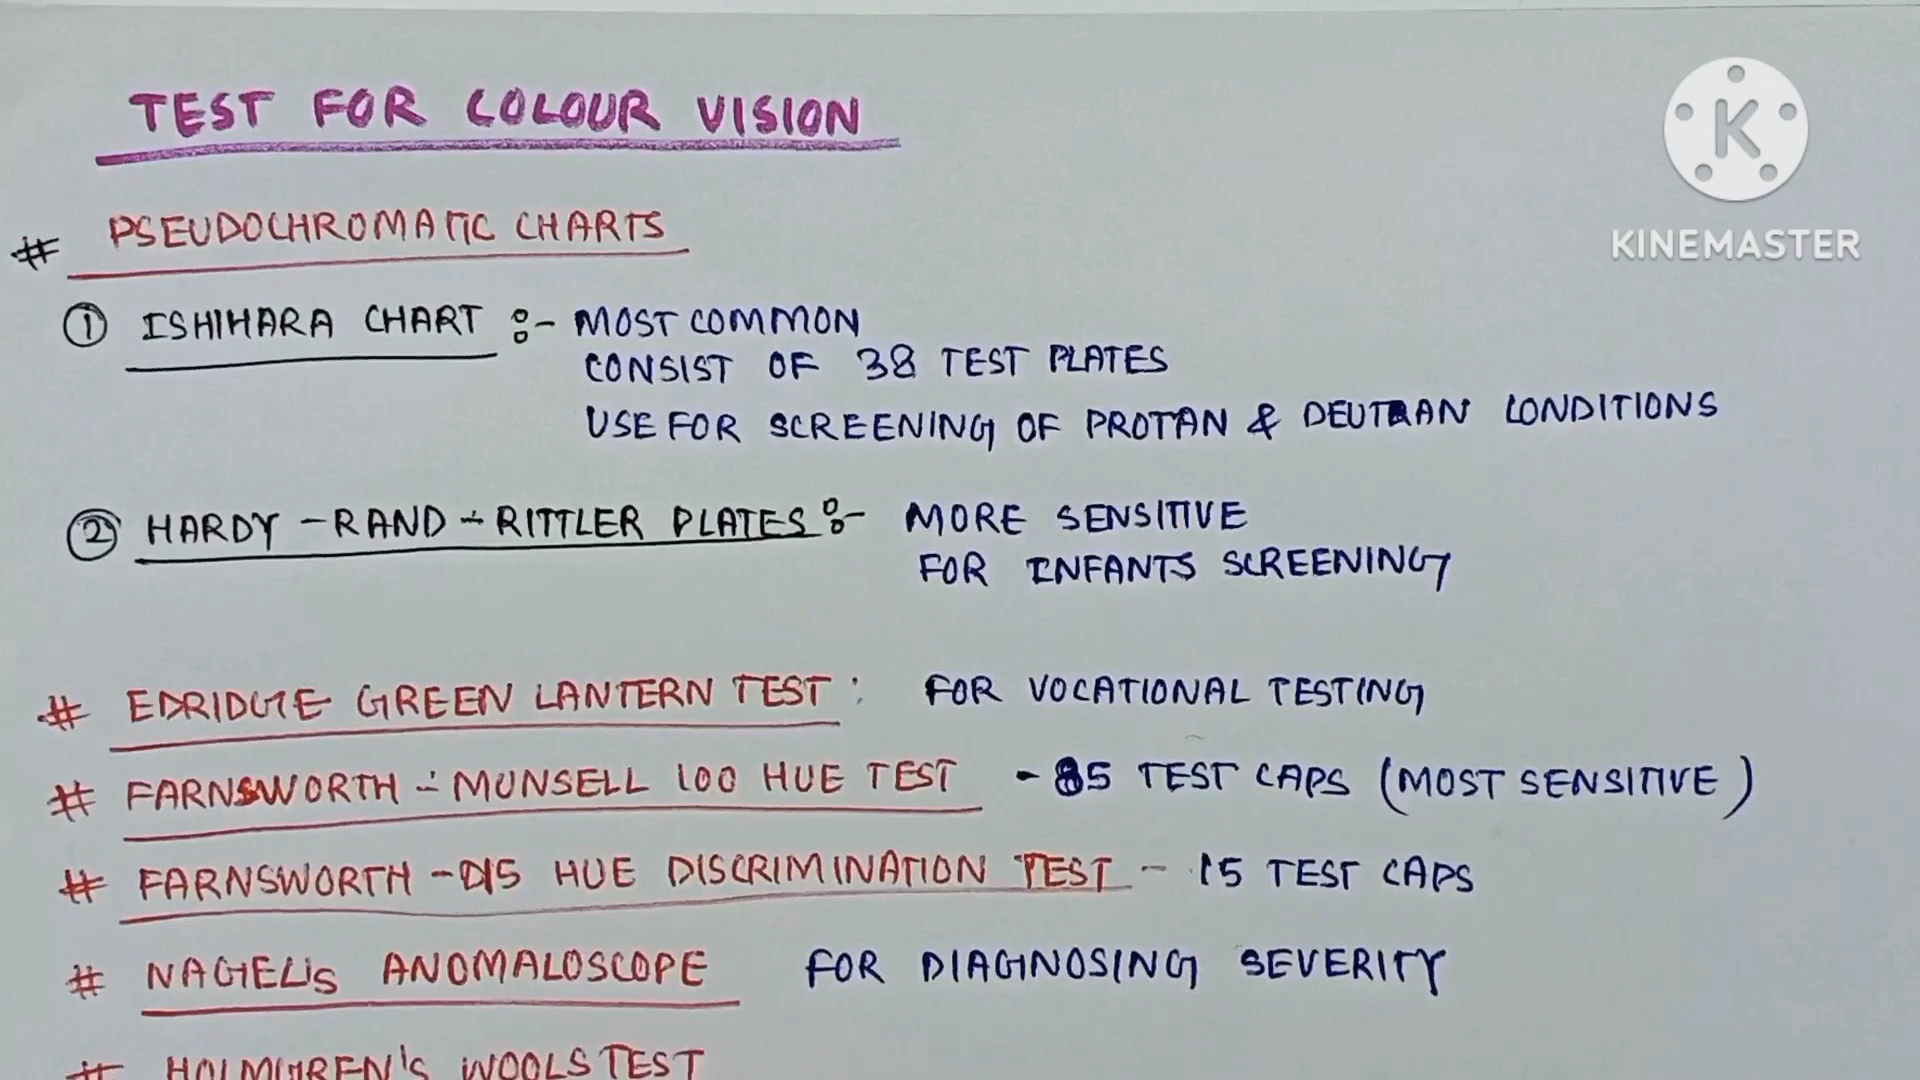 TEST FOR COLOUR VISION
KINEMASTER
# PSEUDOCHROMATIC CHARTS
① ISHIHARA CHART :- MOST COMMON
CONSIST OF 38 TEST PLATES
USE FOR SCREENING OF PROTAN & DEUTRAN CONDITIONS
② HARDY - RAND - RITTLER PLATES :- MORE SENSITIVE
FOR INFANTS SCREENING
# EDRIDGE GREEN LANTERN TEST : FOR VOCATIONAL TESTING
# FARNSWORTH - MUNSELL 100 HUE TEST - 85 TEST CAPS (MOST SENSITIVE)
# FARNSWORTH - D15 HUE DISCRIMINATION TEST - 15 TEST CAPS
# NAGEL'S ANOMALOSCOPE FOR DIAGNOSING SEVERITY
# HOLMGREN'S WOOLS TEST